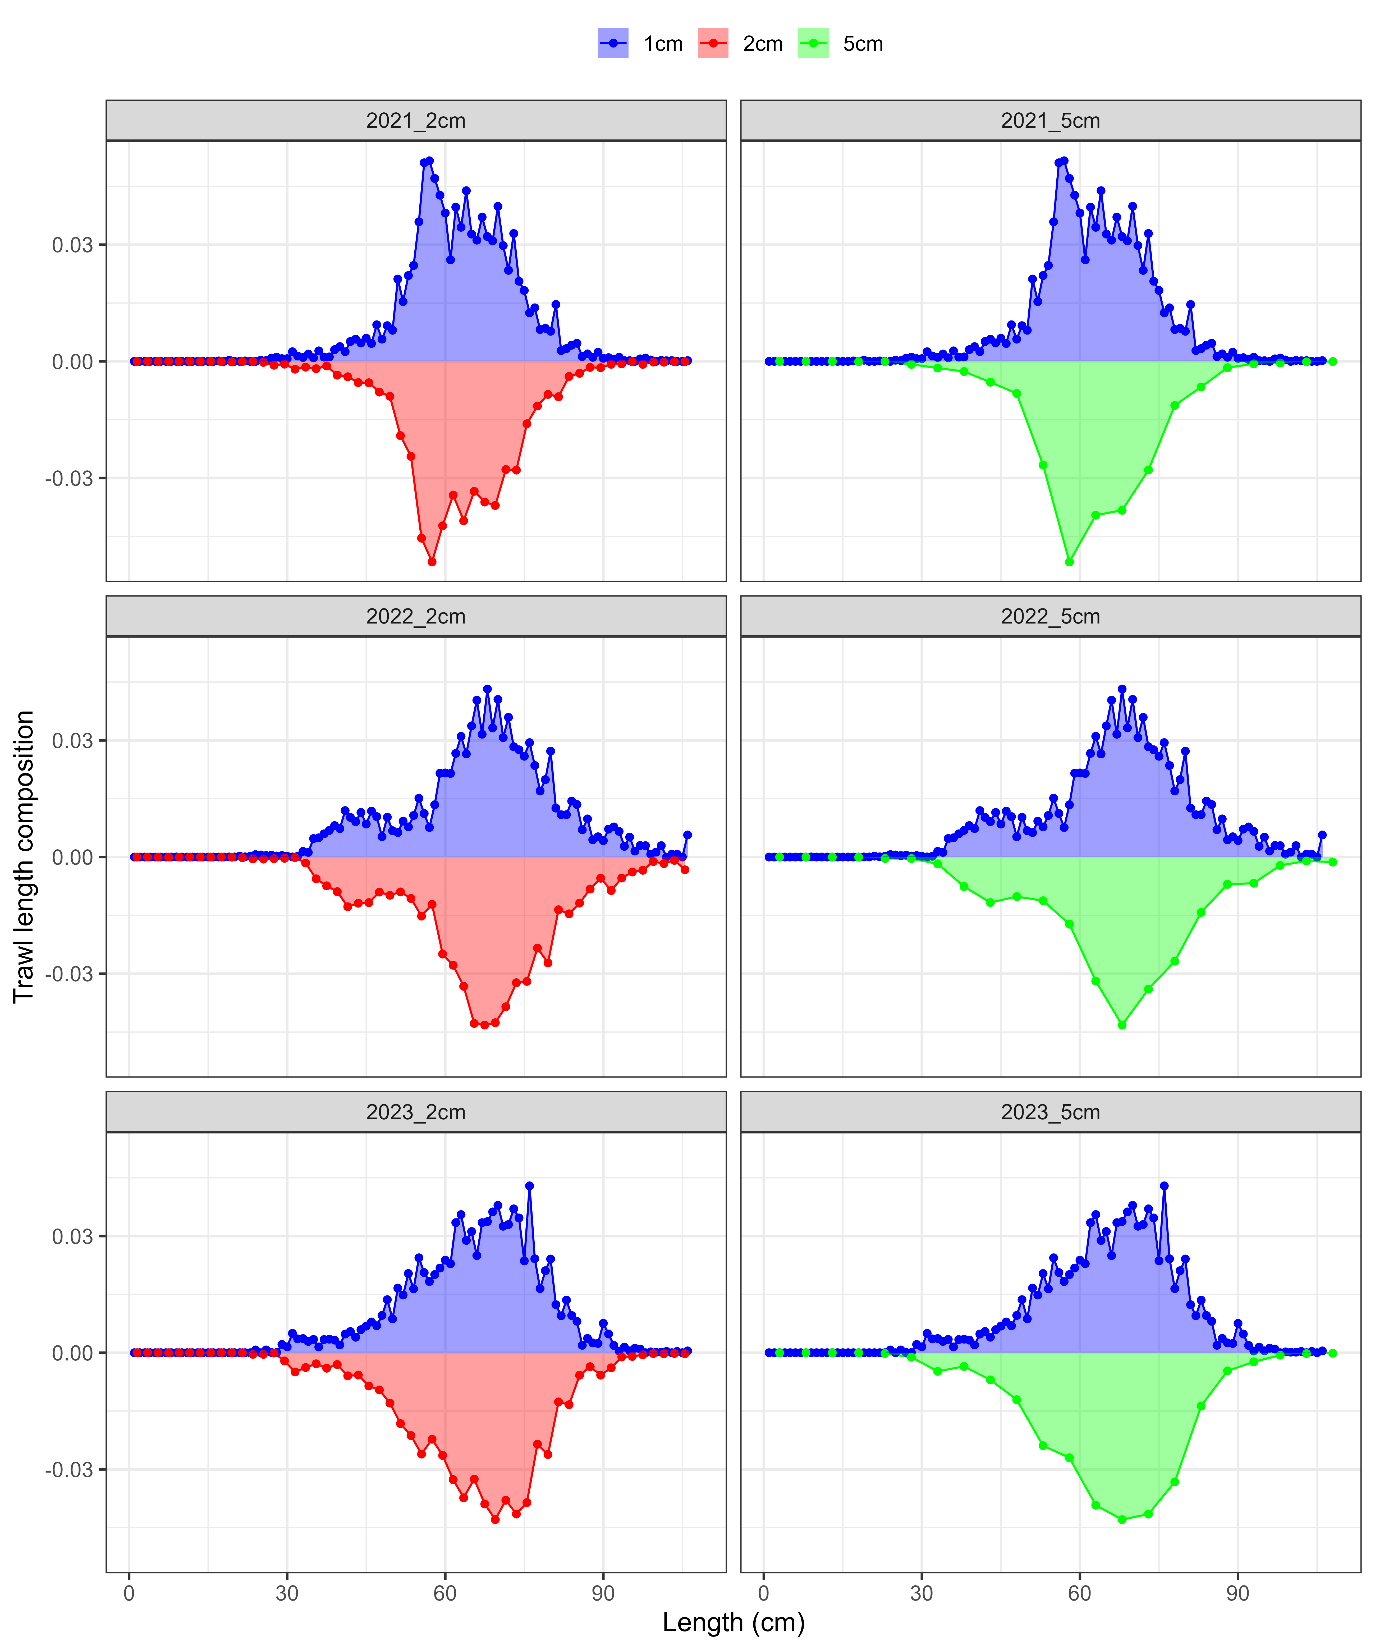 1cm 2cm 5cm
2021_2cm 2021_5cm
0.03
0.00
-0.03
2022_2cm 2022_5cm
0.03
0.00
-0.03
Trawl length composition
2023_2cm 2023_5cm
0.03
0.00
-0.03
0 30 60 90 0 30 60 90
Length (cm)